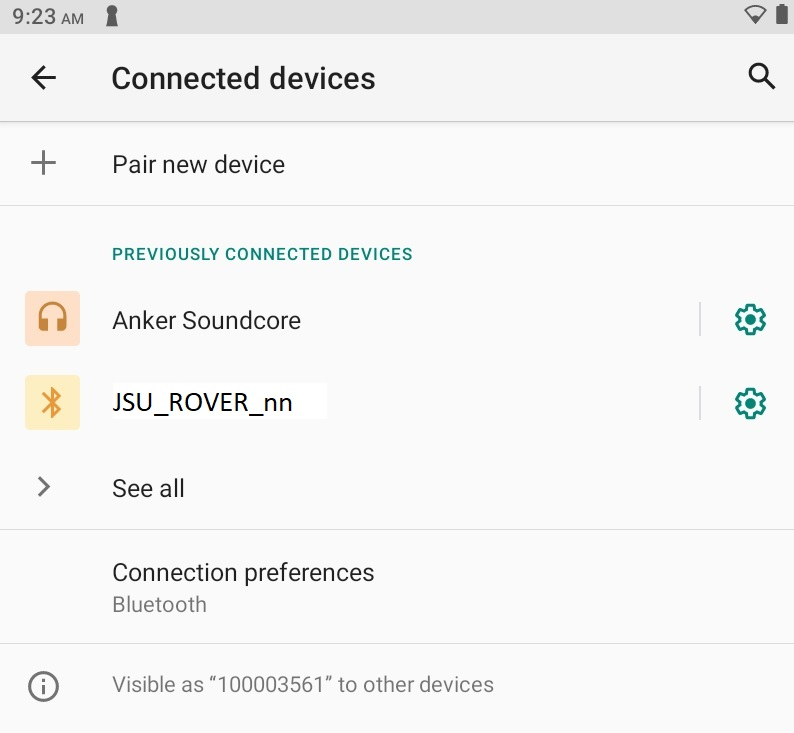 9:23 AM
Connected devices
Pair new device
PREVIOUSLY CONNECTED DEVICES
Anker Soundcore
JSU_ROVER_nn
See all
Connection preferences
Bluetooth
Visible as “100003561” to other devices